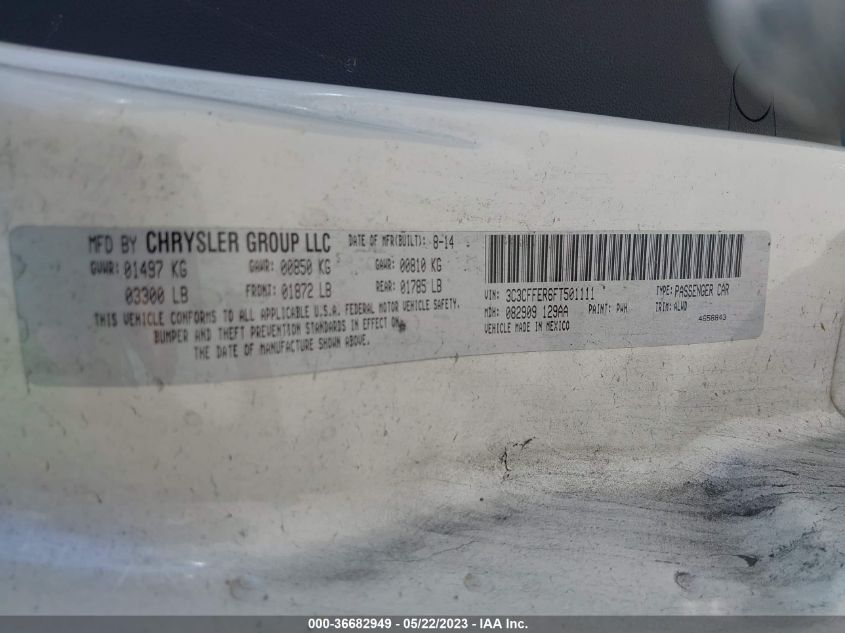 MFD BY CHRYSLER GROUP LLC DATE OF MFR(BUILT): 8-14
GVWR: 01497 KG GAWR: 00850 KG GAWR: 00810 KG
03300 LB FRONT: 01872 LB REAR: 01785 LB
THIS VEHICLE CONFORMS TO ALL APPLICABLE U.S.A. FEDERAL MOTOR VEHICLE SAFETY,
BUMPER AND THEFT PREVENTION STANDARDS IN EFFECT ON
THE DATE OF MANUFACTURE SHOWN ABOVE.
VIN: 3C3CFFER6FT501111 TYPE: PASSENGER CAR
MDH: 082909 129AA PAINT: PWH TRIM: ALWD
VEHICLE MADE IN MEXICO 4658843
000-36682949 - 05/22/2023 - IAA Inc.